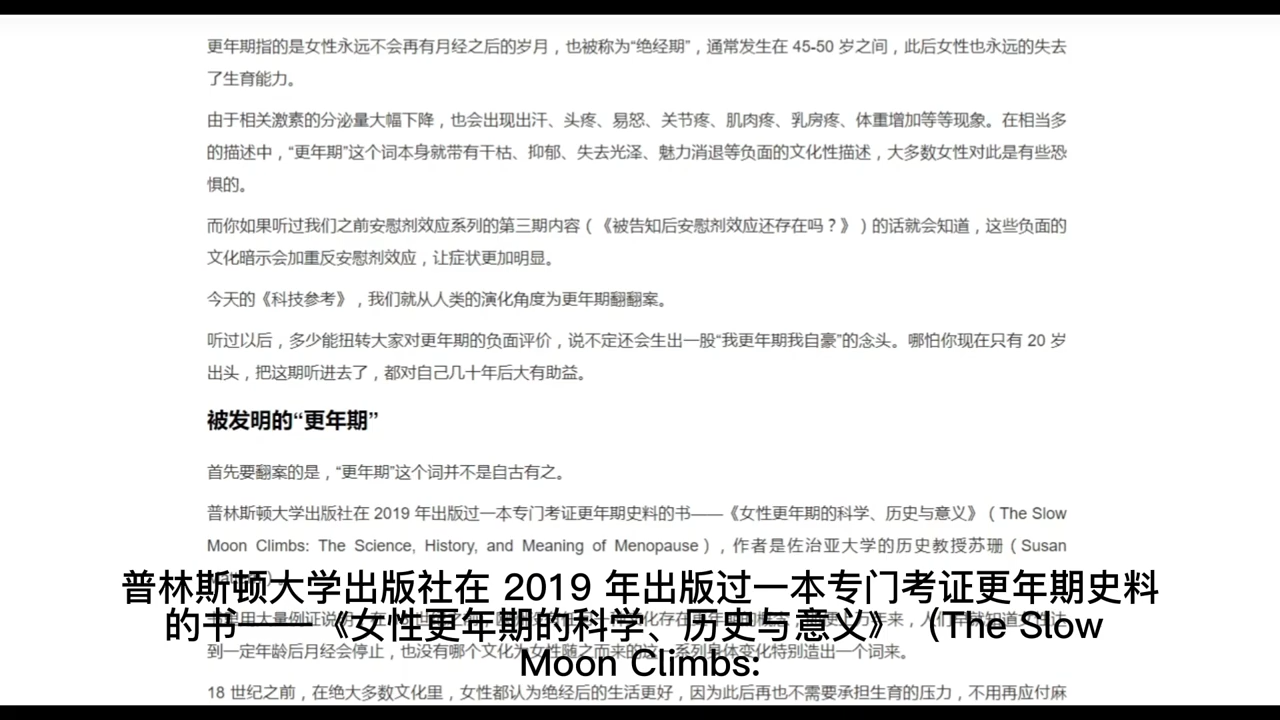 更年期指的是女性永远不会再有月经之后的岁月，也被称为“绝经期”，通常发生在 45-50 岁之间，此后女性也永远的失去
了生育能力。
由于相关激素的分泌量大幅下降，也会出现出汗、头疼、易怒、关节疼、肌肉疼、乳房疼、体重增加等等现象。在相当多
的描述中，“更年期”这个词本身就带有干枯、抑郁、失去光泽、魅力消退等负面的文化性描述，大多数女性对此是有些恐
惧的。
而你如果听过我们之前安慰剂效应系列的第三期内容（《被告知后安慰剂效应还存在吗？》）的话就会知道，这些负面的
文化暗示会加重反安慰剂效应，让症状更加明显。
今天的《科技参考》，我们就从人类的演化角度为更年期翻翻案。
听过以后，多少能扭转大家对更年期的负面评价，说不定还会生出一股“我更年期我自豪”的念头。哪怕你现在只有 20 岁
出头，把这期听进去了，都对自己几十年后大有助益。
被发明的“更年期”
首先要翻案的是，“更年期”这个词并不是自古有之。
普林斯顿大学出版社在 2019 年出版过一本专门考证更年期史料的书——《女性更年期的科学、历史与意义》（The Slow
Moon Climbs: The Science, History, and Meaning of Menopause），作者是佐治亚大学的历史教授苏珊（Susan
普林斯顿大学出版社在 2019 年出版过一本专门考证更年期史料
的书——《女性更年期的科学、历史与意义》（The Slow
Moon Climbs:
到一定年龄后月经会停止，也没有哪个文化为女性随之而来的这一系列身体变化特别造出一个词来。
18 世纪之前，在绝大多数文化里，女性都认为绝经后的生活更好，因为此后再也不需要承担生育的压力，不用再应付麻